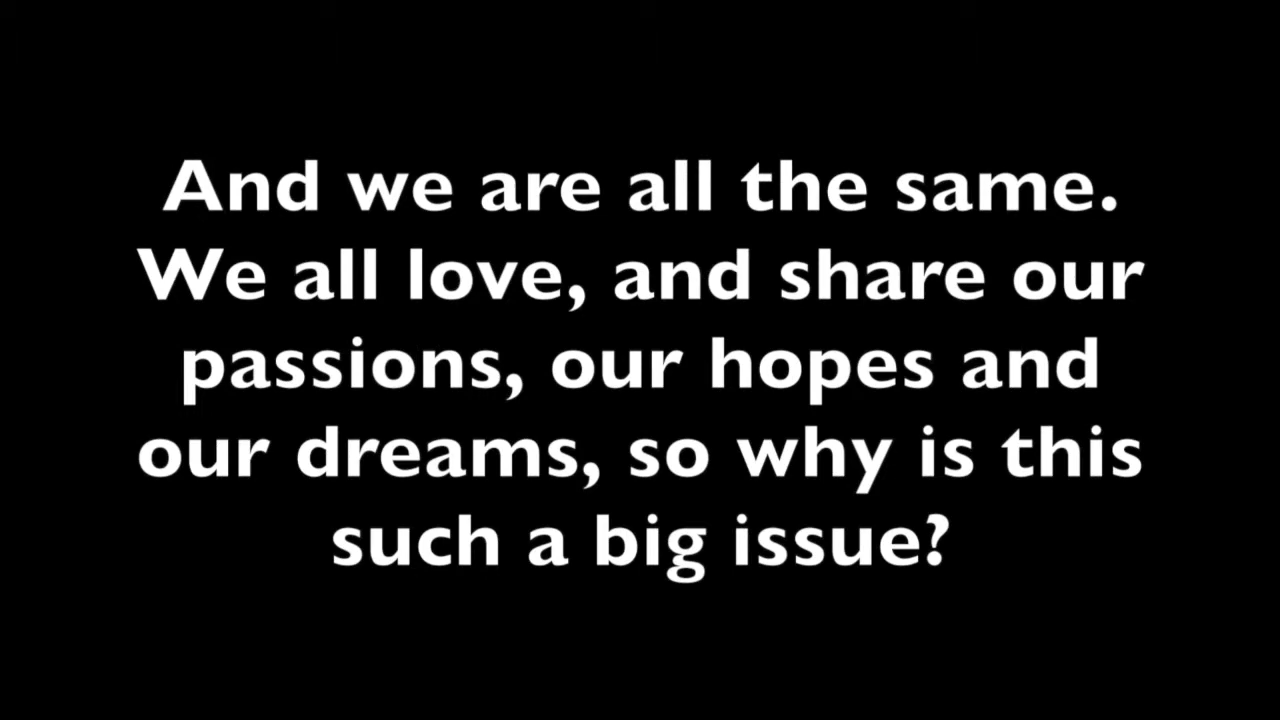 And we are all the same.
We all love, and share our
passions, our hopes and
our dreams, so why is this
such a big issue?